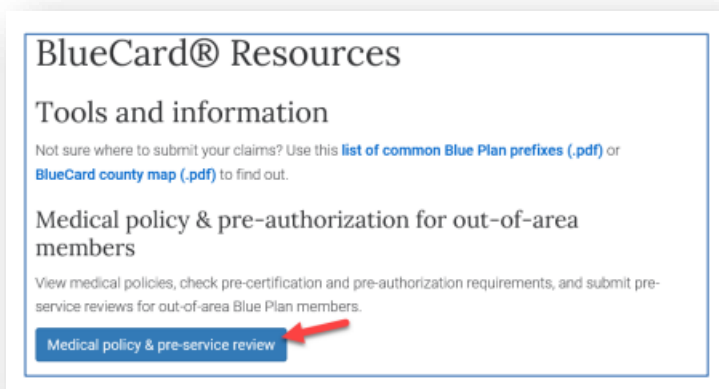 BlueCard® Resources
Tools and information
Not sure where to submit your claims? Use this list of common Blue Plan prefixes (.pdf) or
BlueCard county map (.pdf) to find out.
Medical policy & pre-authorization for out-of-area
members
View medical policies, check pre-certification and pre-authorization requirements, and submit pre-
service reviews for out-of-area Blue Plan members.
Medical policy & pre-service review